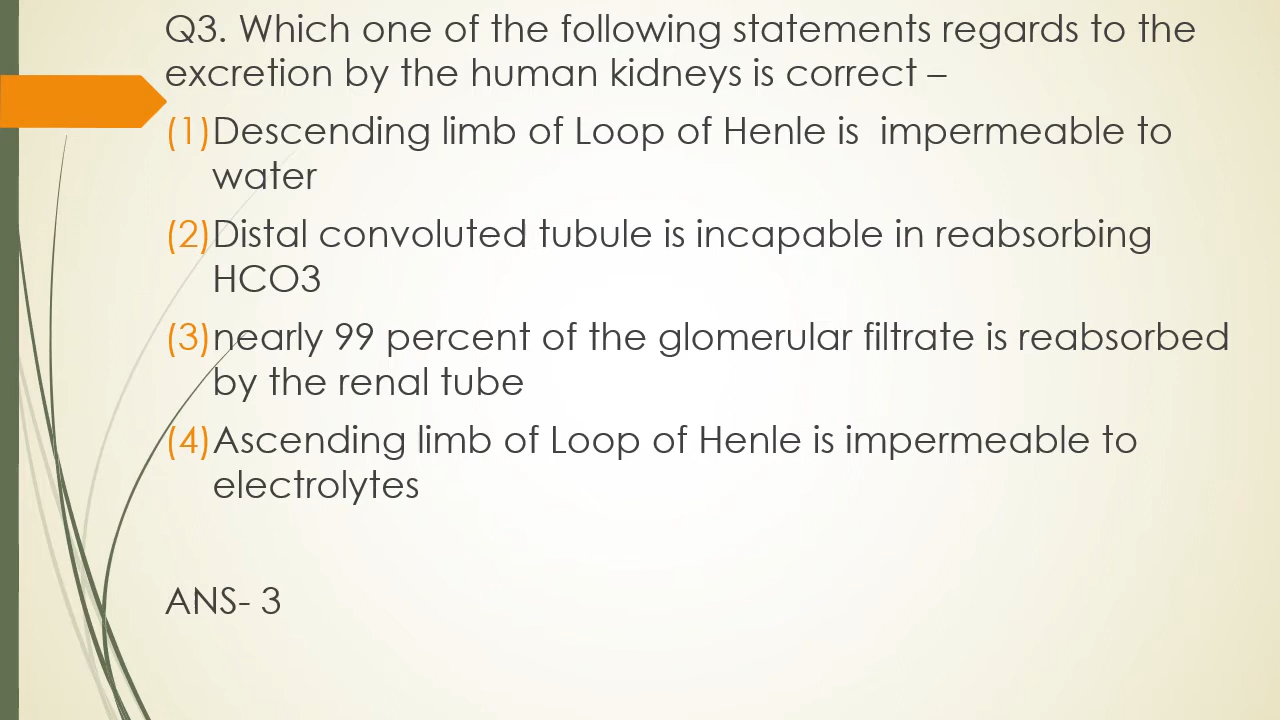 Q3. Which one of the following statements regards to the
excretion by the human kidneys is correct –
(1)Descending limb of Loop of Henle is  impermeable to
water
(2)Distal convoluted tubule is incapable in reabsorbing
HCO3
(3)nearly 99 percent of the glomerular filtrate is reabsorbed
by the renal tube
(4)Ascending limb of Loop of Henle is impermeable to
electrolytes
ANS- 3